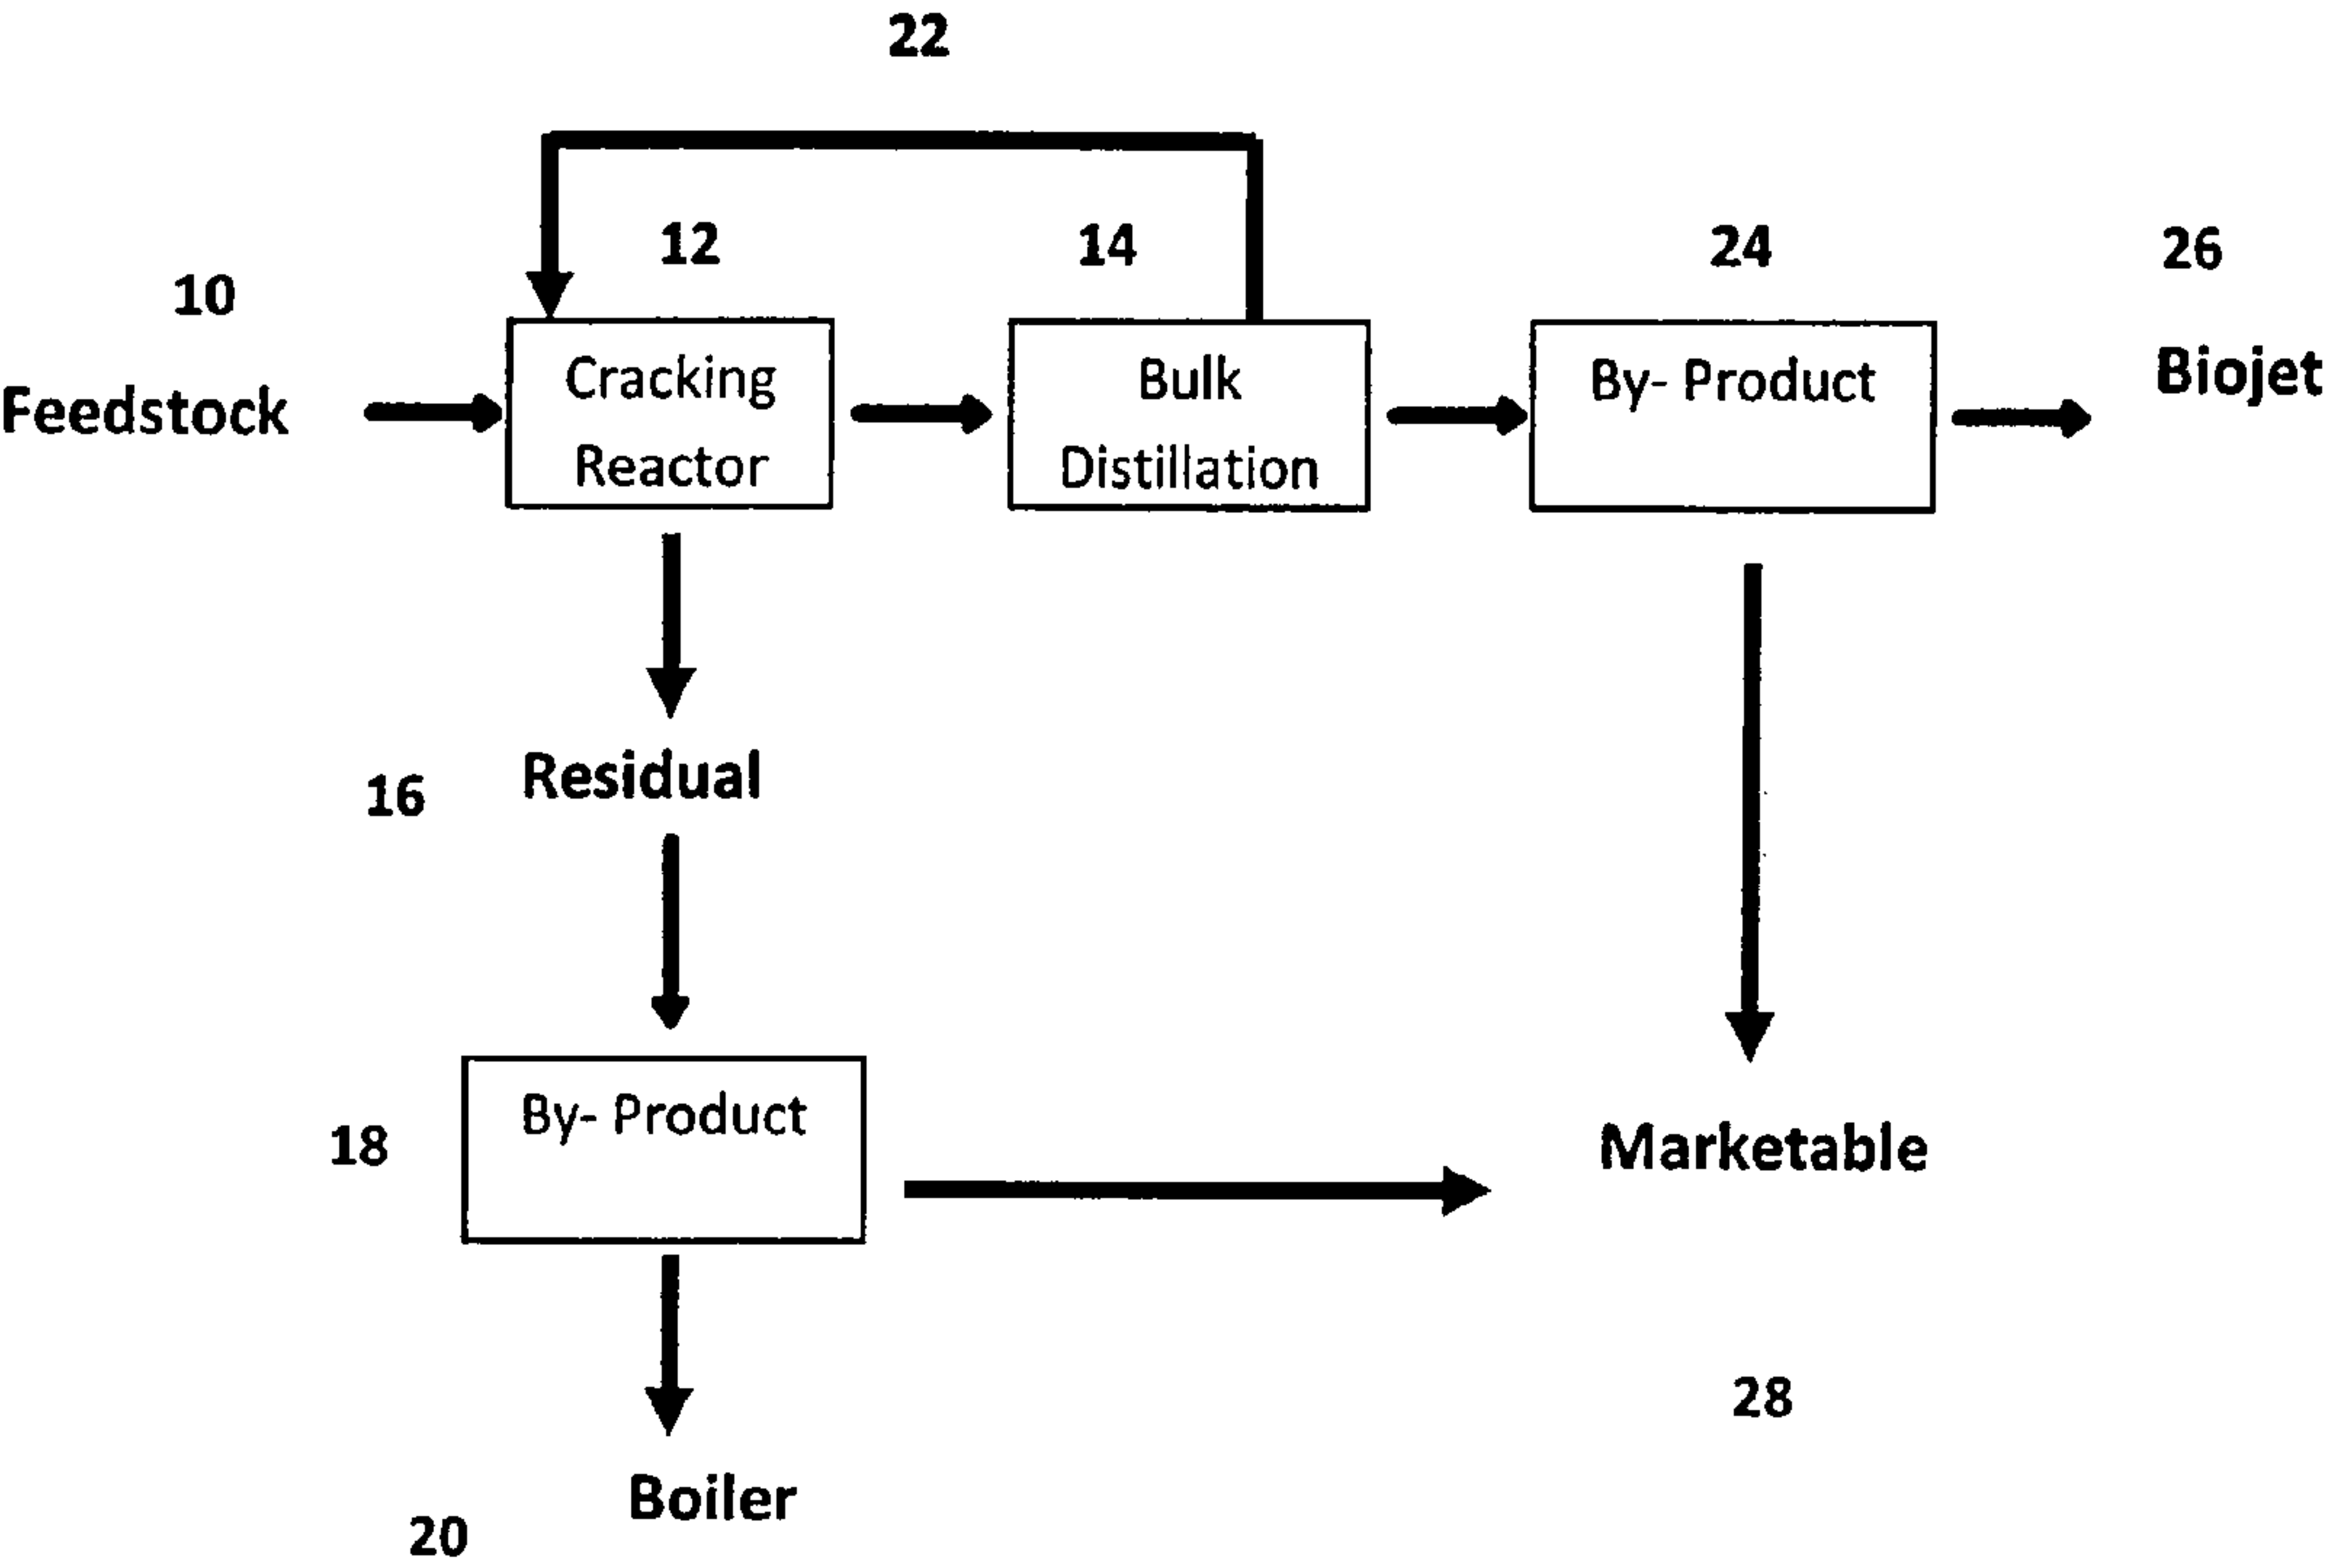 22
12
14
24
26
10
Feedstock
Cracking
Reactor
Bulk
Distillation
By- Product
Biojet
16
Residual
18
By- Product
Marketable
28
Boiler
20